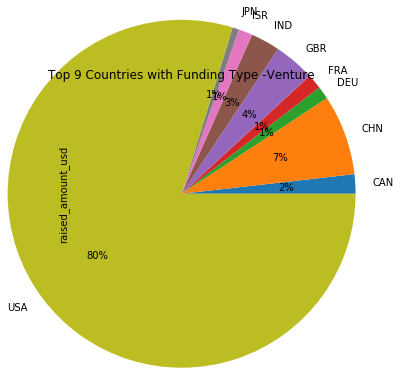 JPN
ISR
IND
GBR
Top 9 Countries with Funding Type -Venture
FRA
DEU
1%
1%
3%
4%
1%
1%
CHN
7%
CAN
2%
raised_amount_usd
80%
USA